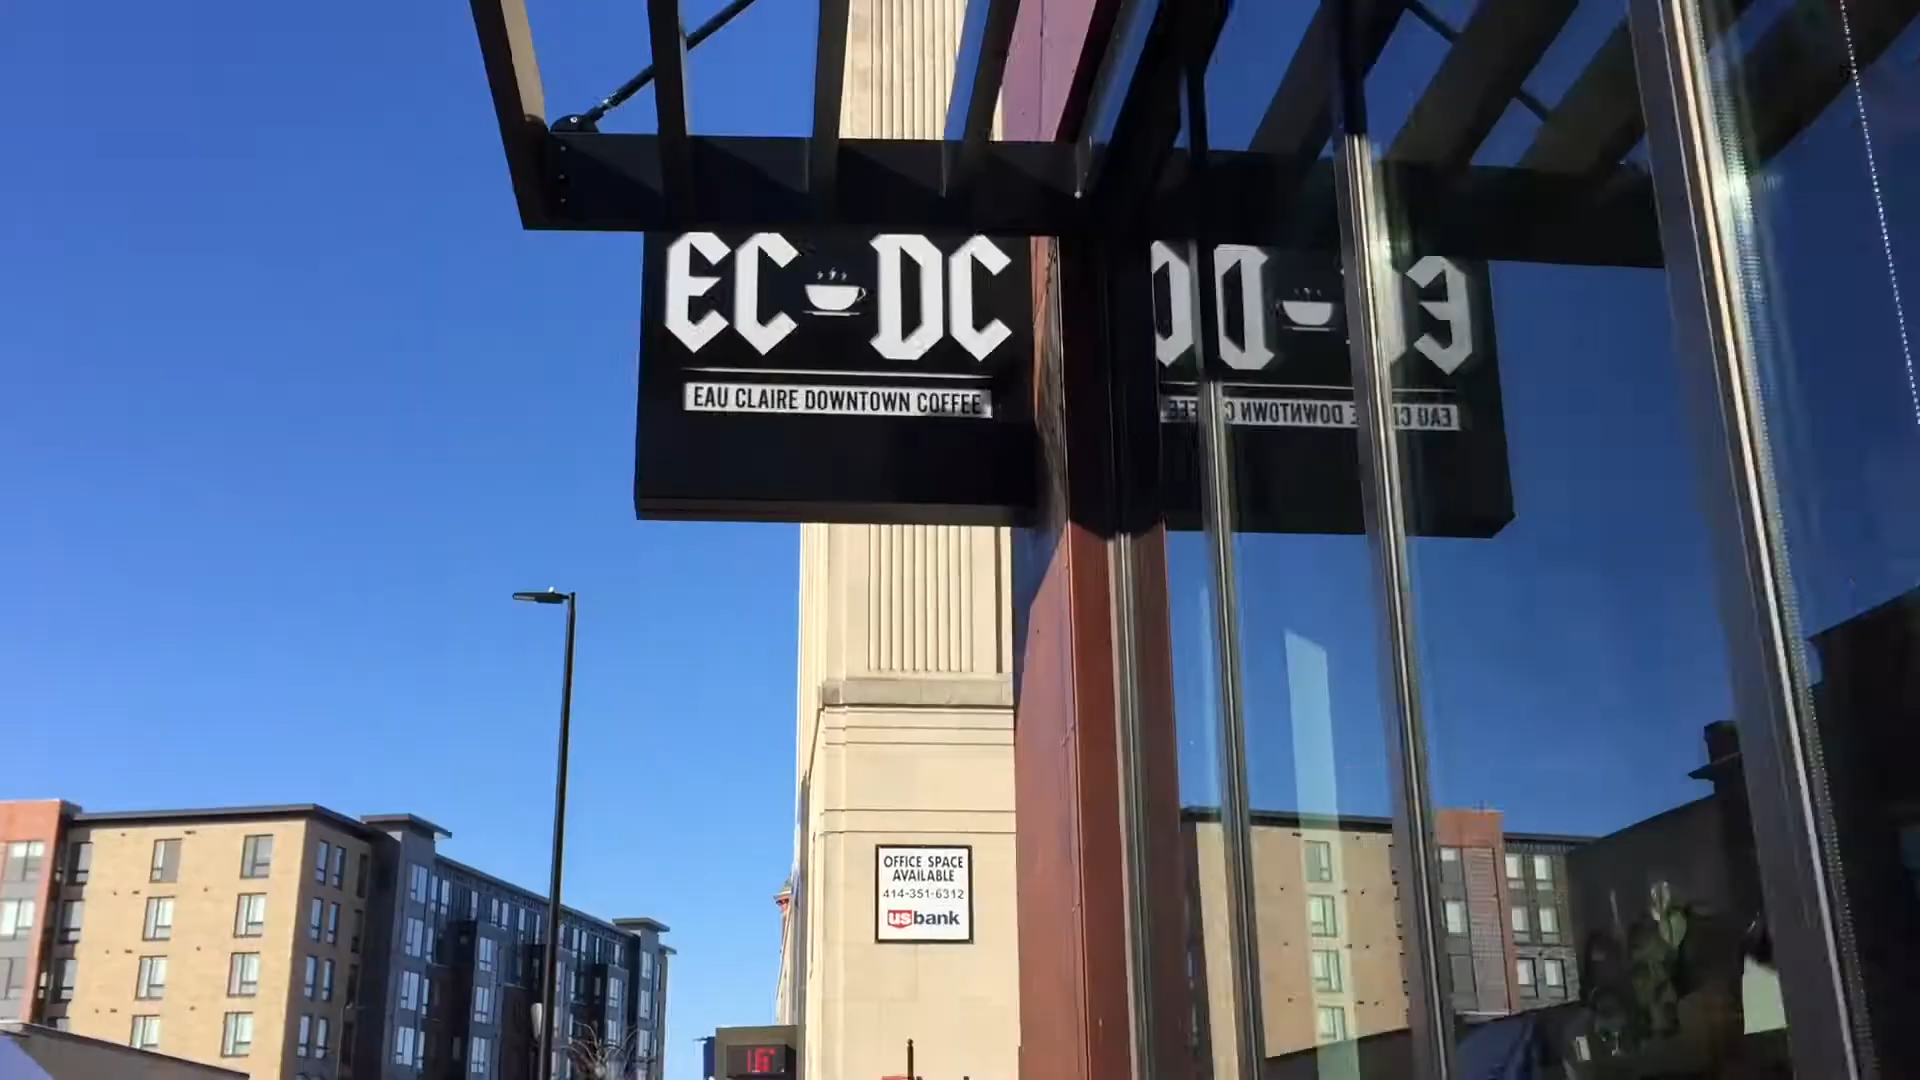 EC DC
EAU CLAIRE DOWNTOWN COFFEE
OFFICE SPACE
AVAILABLE
414-351-6312
usbank